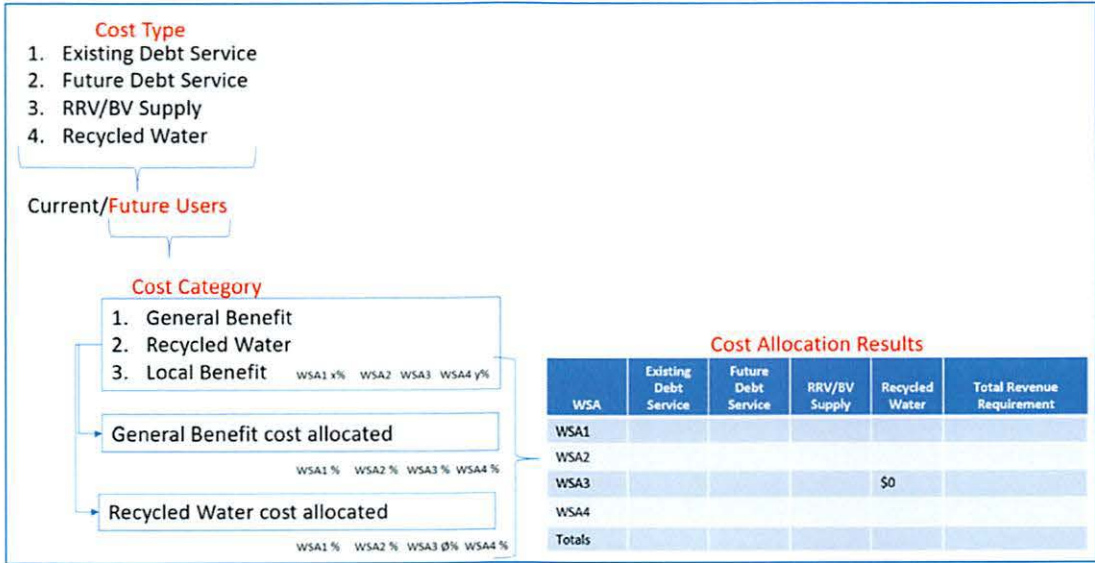 Cost Type
1. Existing Debt Service
2. Future Debt Service
3. RRV/BV Supply
4. Recycled Water
Current/Future Users
Cost Category
1. General Benefit
2. Recycled Water
3. Local Benefit WSA1 x% WSA2 WSA3 WSA4 y%
General Benefit cost allocated
WSA1 % WSA2 % WSA3 % WSA4 %
Recycled Water cost allocated
WSA1 % WSA2 % WSA3 Ø% WSA4 %
Cost Allocation Results
WSA Existing Debt Service Future Debt Service RRV/BV Supply Recycled Water Total Revenue Requirement
WSA1
WSA2
WSA3 $0
WSA4
Totals